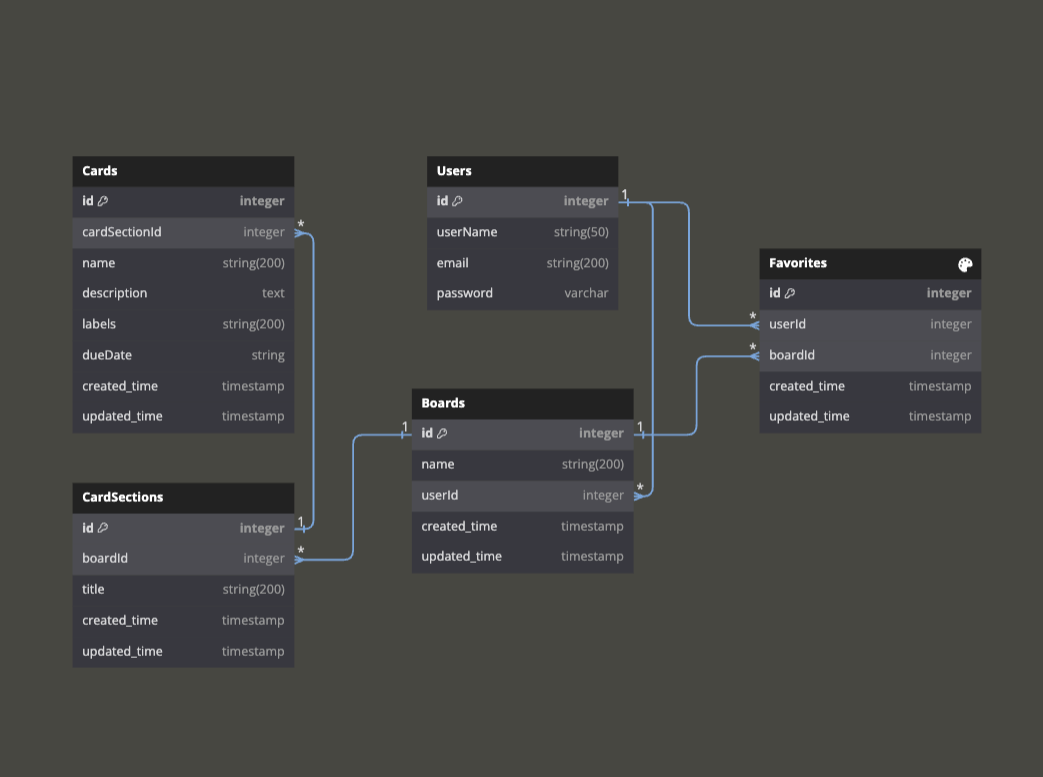 Cards
id integer
cardSectionId integer
name string(200)
description text
labels string(200)
dueDate string
created_time timestamp
updated_time timestamp
Users
id integer
userName string(50)
email string(200)
password varchar
Favorites
id integer
userId integer
boardId integer
created_time timestamp
updated_time timestamp
Boards
id integer
name string(200)
userId integer
created_time timestamp
updated_time timestamp
CardSections
id integer
boardId integer
title string(200)
created_time timestamp
updated_time timestamp
*
1
*
1
1
1
*
*
*